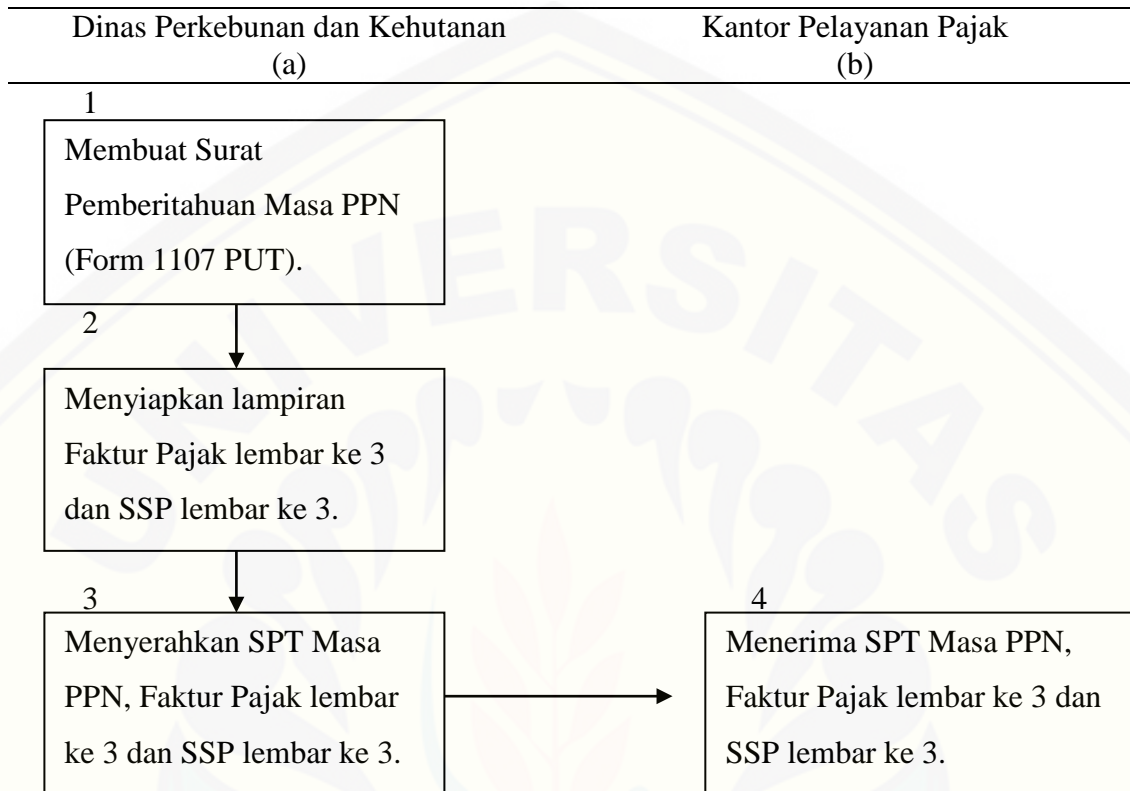 Dinas Perkebunan dan Kehutanan
(a)
Kantor Pelayanan Pajak
(b)
1
Membuat Surat
Pemberitahuan Masa PPN
(Form 1107 PUT).
2
Menyiapkan lampiran
Faktur Pajak lembar ke 3
dan SSP lembar ke 3.
3
Menyerahkan SPT Masa
PPN, Faktur Pajak lembar
ke 3 dan SSP lembar ke 3.
4
Menerima SPT Masa PPN,
Faktur Pajak lembar ke 3 dan
SSP lembar ke 3.
UNIVERSITAS